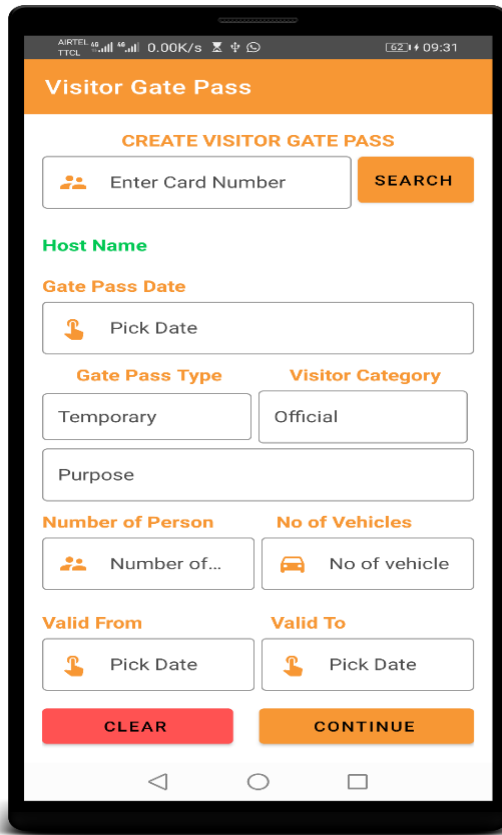 AIRTEL 4G 4G 0.00K/s 62 09:31
TTCL
Visitor Gate Pass
CREATE VISITOR GATE PASS
Enter Card Number SEARCH
Host Name
Gate Pass Date
Pick Date
Gate Pass Type Visitor Category
Temporary Official
Purpose
Number of Person No of Vehicles
Number of... No of vehicle
Valid From Valid To
Pick Date Pick Date
CLEAR CONTINUE